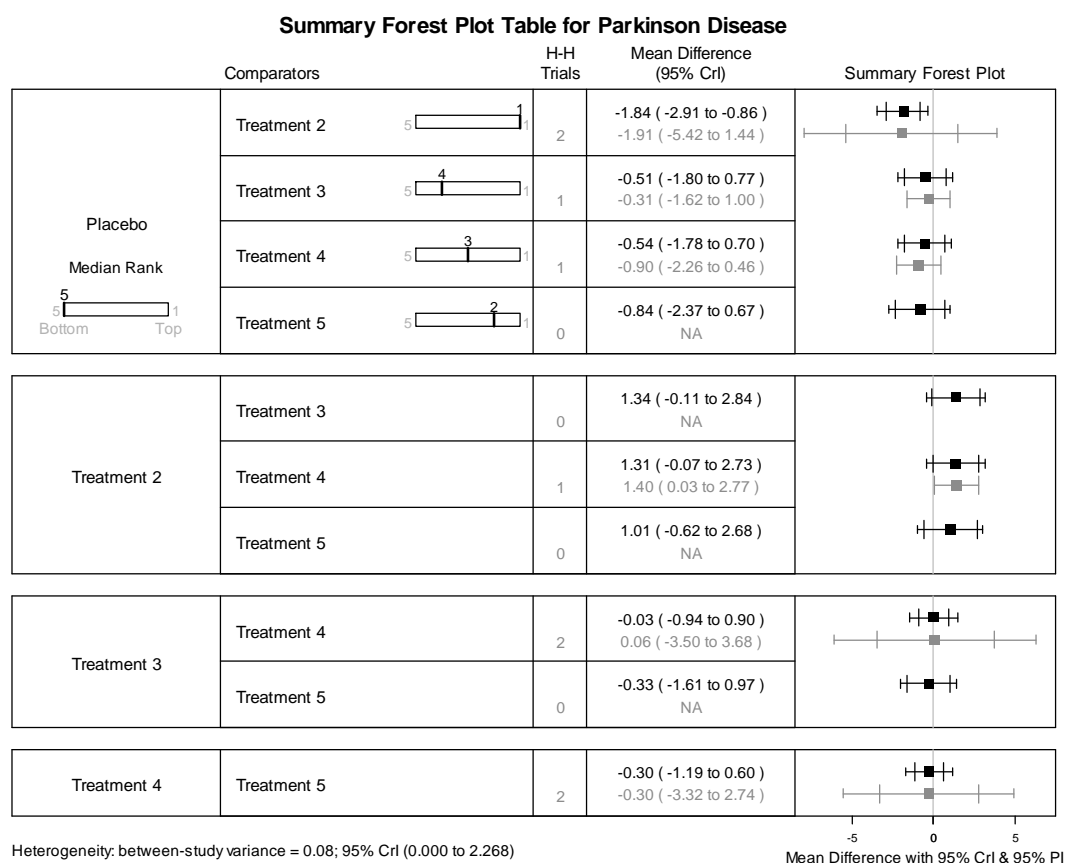 Summary Forest Plot Table for Parkinson Disease
Comparators
H-H
Trials
Mean Difference
(95% CrI)
Summary Forest Plot
Placebo
Median Rank
5
5 1
Bottom Top
Treatment 2
1
5 1
2
-1.84 ( -2.91 to -0.86 )
-1.91 ( -5.42 to 1.44 )
Treatment 3
4
5 1
1
-0.51 ( -1.80 to 0.77 )
-0.31 ( -1.62 to 1.00 )
Treatment 4
3
5 1
1
-0.54 ( -1.78 to 0.70 )
-0.90 ( -2.26 to 0.46 )
Treatment 5
2
5 1
0
-0.84 ( -2.37 to 0.67 )
NA
Treatment 2
Treatment 3
0
1.34 ( -0.11 to 2.84 )
NA
Treatment 4
1
1.31 ( -0.07 to 2.73 )
1.40 ( 0.03 to 2.77 )
Treatment 5
0
1.01 ( -0.62 to 2.68 )
NA
Treatment 3
Treatment 4
2
-0.03 ( -0.94 to 0.90 )
0.06 ( -3.50 to 3.68 )
Treatment 5
0
-0.33 ( -1.61 to 0.97 )
NA
Treatment 4
Treatment 5
2
-0.30 ( -1.19 to 0.60 )
-0.30 ( -3.32 to 2.74 )
-5 0 5
Heterogeneity: between-study variance = 0.08; 95% CrI (0.000 to 2.268)
Mean Difference with 95% CrI & 95% PI